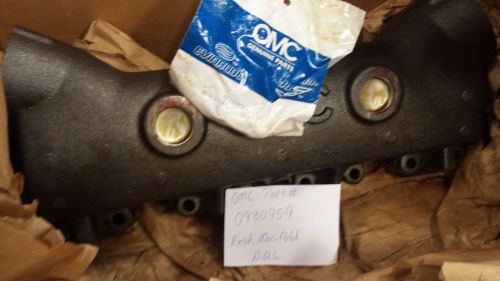 OMC
GENUINE PARTS
EVINRUDE
OMC Part#
0980959
Exh. Manifold